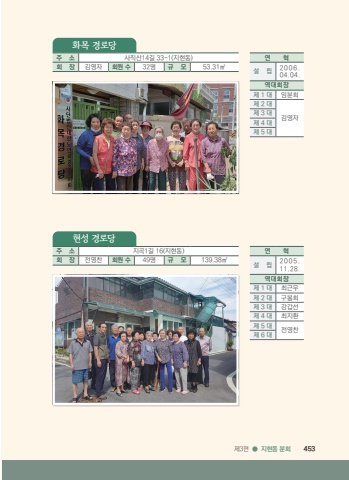 화목 경로당
주 소 사직산14길 33-1(지현동)
회 장 김명자 회원 수 32명 규 모 53.31㎡
연 혁
설 립 2006. 04.04.
역대회장
제 1 대 임분희
제 2 대
제 3 대 김명자
제 4 대
제 5 대
화목경로당
현성 경로당
주 소 지곡1길 16(지현동)
회 장 전영찬 회원 수 49명 규 모 139.38㎡
연 혁
설 립 2005. 11.28.
역대회장
제 1 대 최근우
제 2 대 구봉회
제 3 대 강갑선
제 4 대 최지환
제 5 대 전영찬
제 6 대
제3편 ● 지현동 문화 453